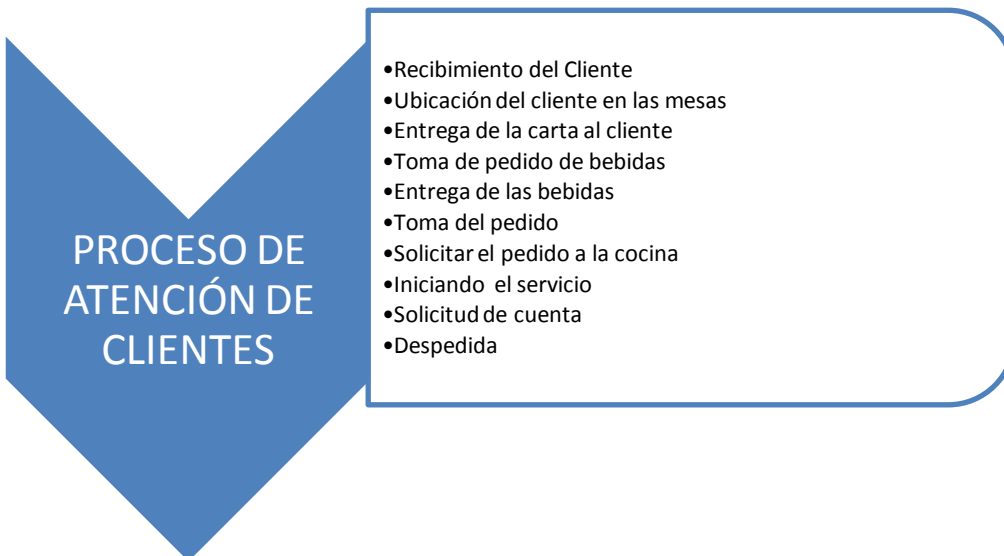 PROCESO DE
ATENCIÓN DE
CLIENTES
•Recibimiento del Cliente
•Ubicación del cliente en las mesas
•Entrega de la carta al cliente
•Toma de pedido de bebidas
•Entrega de las bebidas
•Toma del pedido
•Solicitar el pedido a la cocina
•Iniciando el servicio
•Solicitud de cuenta
•Despedida